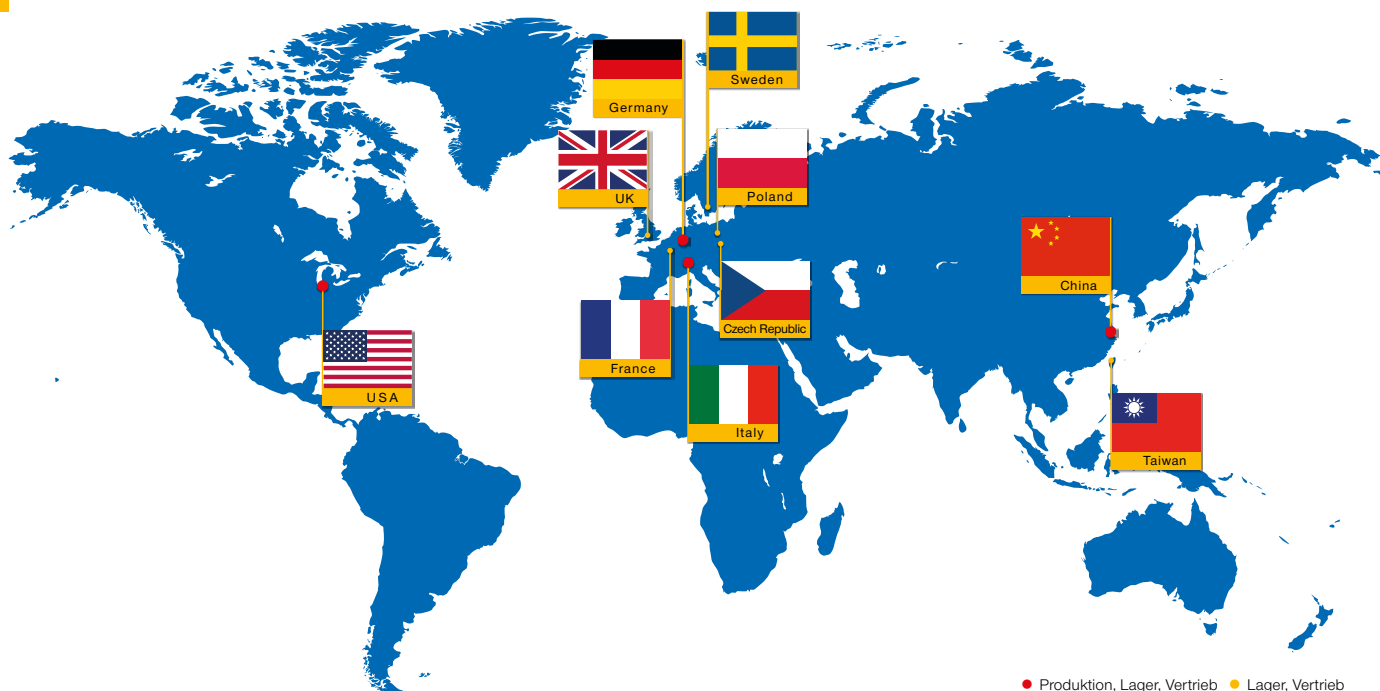 Sweden
Germany
UK
Poland
China
Czech Republic
France
USA
Italy
Taiwan
Produktion, Lager, Vertrieb Lager, Vertrieb